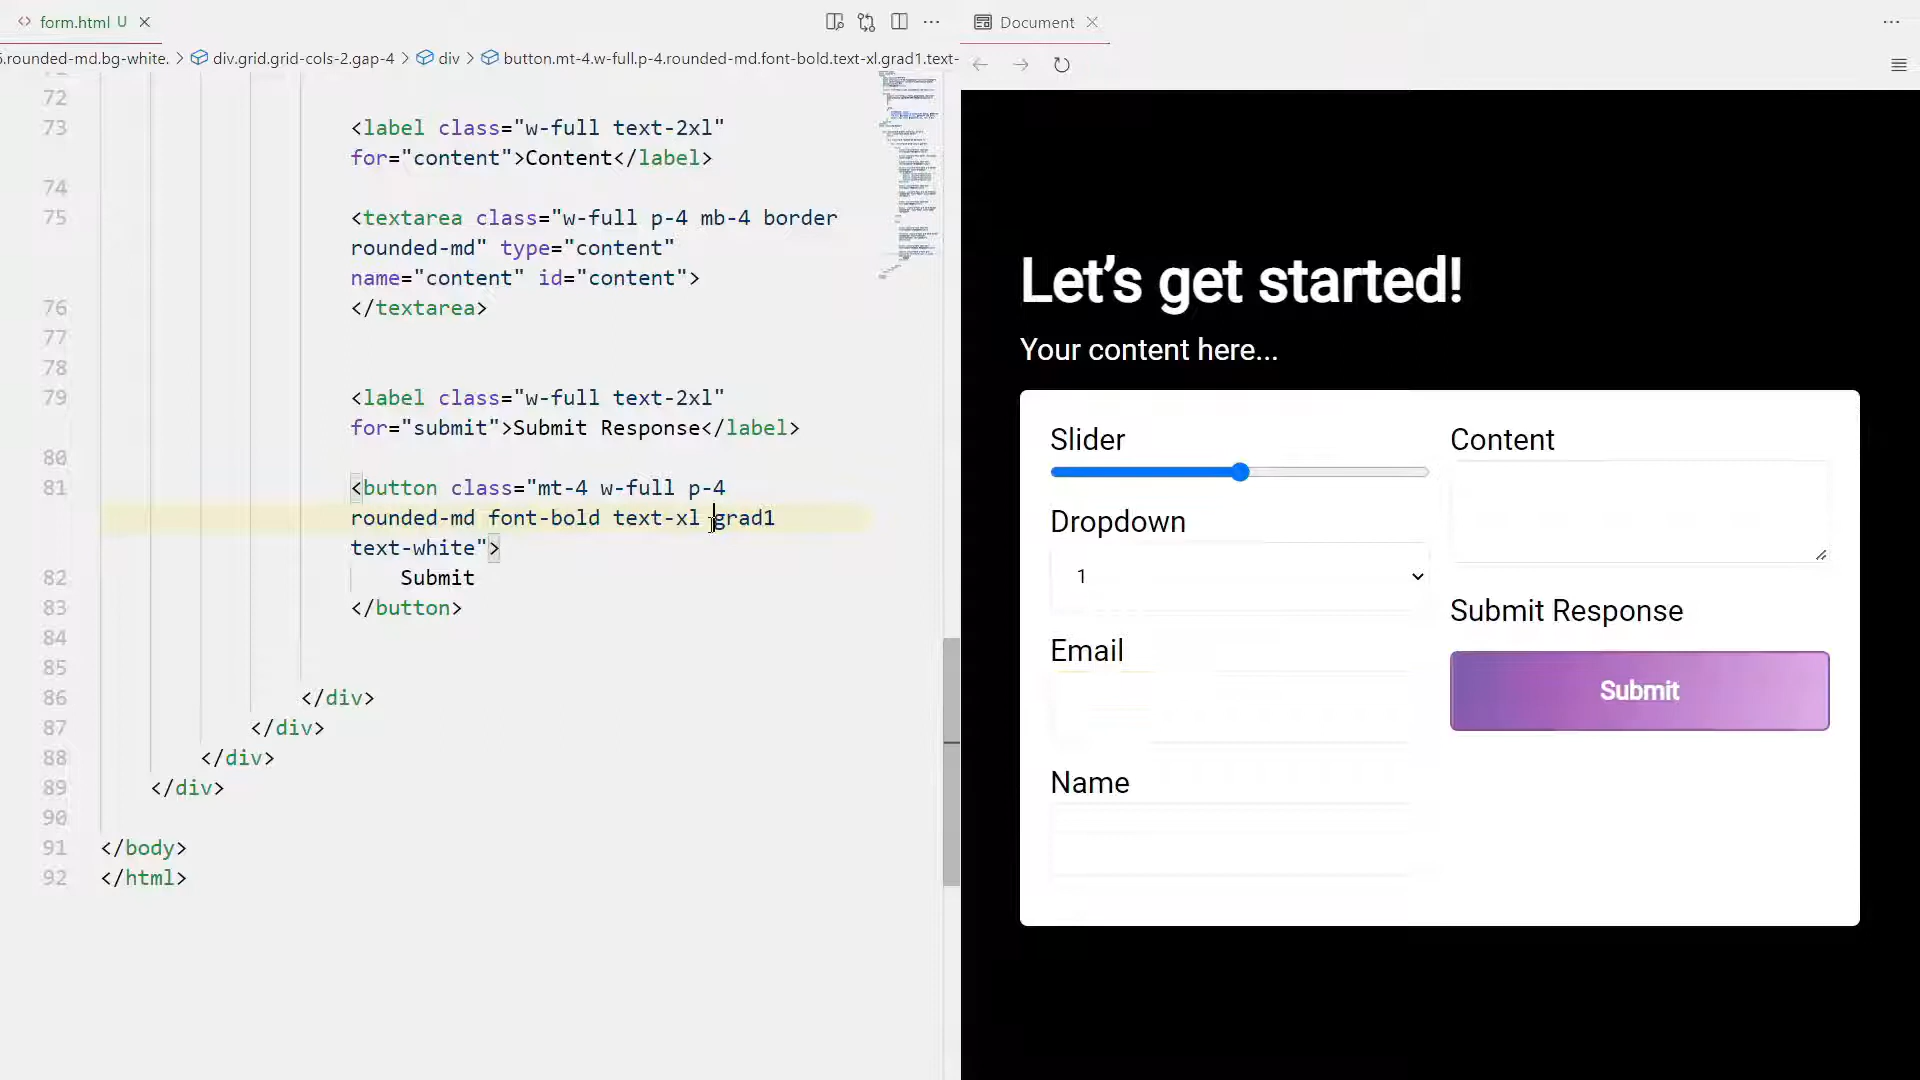 form.html U
Document
6.rounded-md.bg-white. > div.grid.grid-cols-2.gap-4 > div > button.mt-4.w-full.p-4.rounded-md.font-bold.text-xl.grad1.text-
72
73 <label class="w-full text-2xl"
for="content">Content</label>
74
75 <textarea class="w-full p-4 mb-4 border
rounded-md" type="content"
name="content" id="content">
76 </textarea>
77
78
79 <label class="w-full text-2xl"
for="submit">Submit Response</label>
80
81 <button class="mt-4 w-full p-4
rounded-md font-bold text-xl grad1
text-white">
82 Submit
83 </button>
84
85
86 </div>
87 </div>
88 </div>
89 </div>
90
91 </body>
92 </html>
Let's get started!
Your content here...
Slider
Dropdown
1
Email
Name
Content
Submit Response
Submit